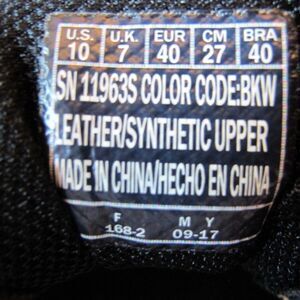 U.S. U.K. EUR CM BRA
10 7 40 27 40
SN 11963S COLOR CODE:BKW
LEATHER/SYNTHETIC UPPER
MADE IN CHINA/HECHO EN CHINA
F M Y
168-2 09-17